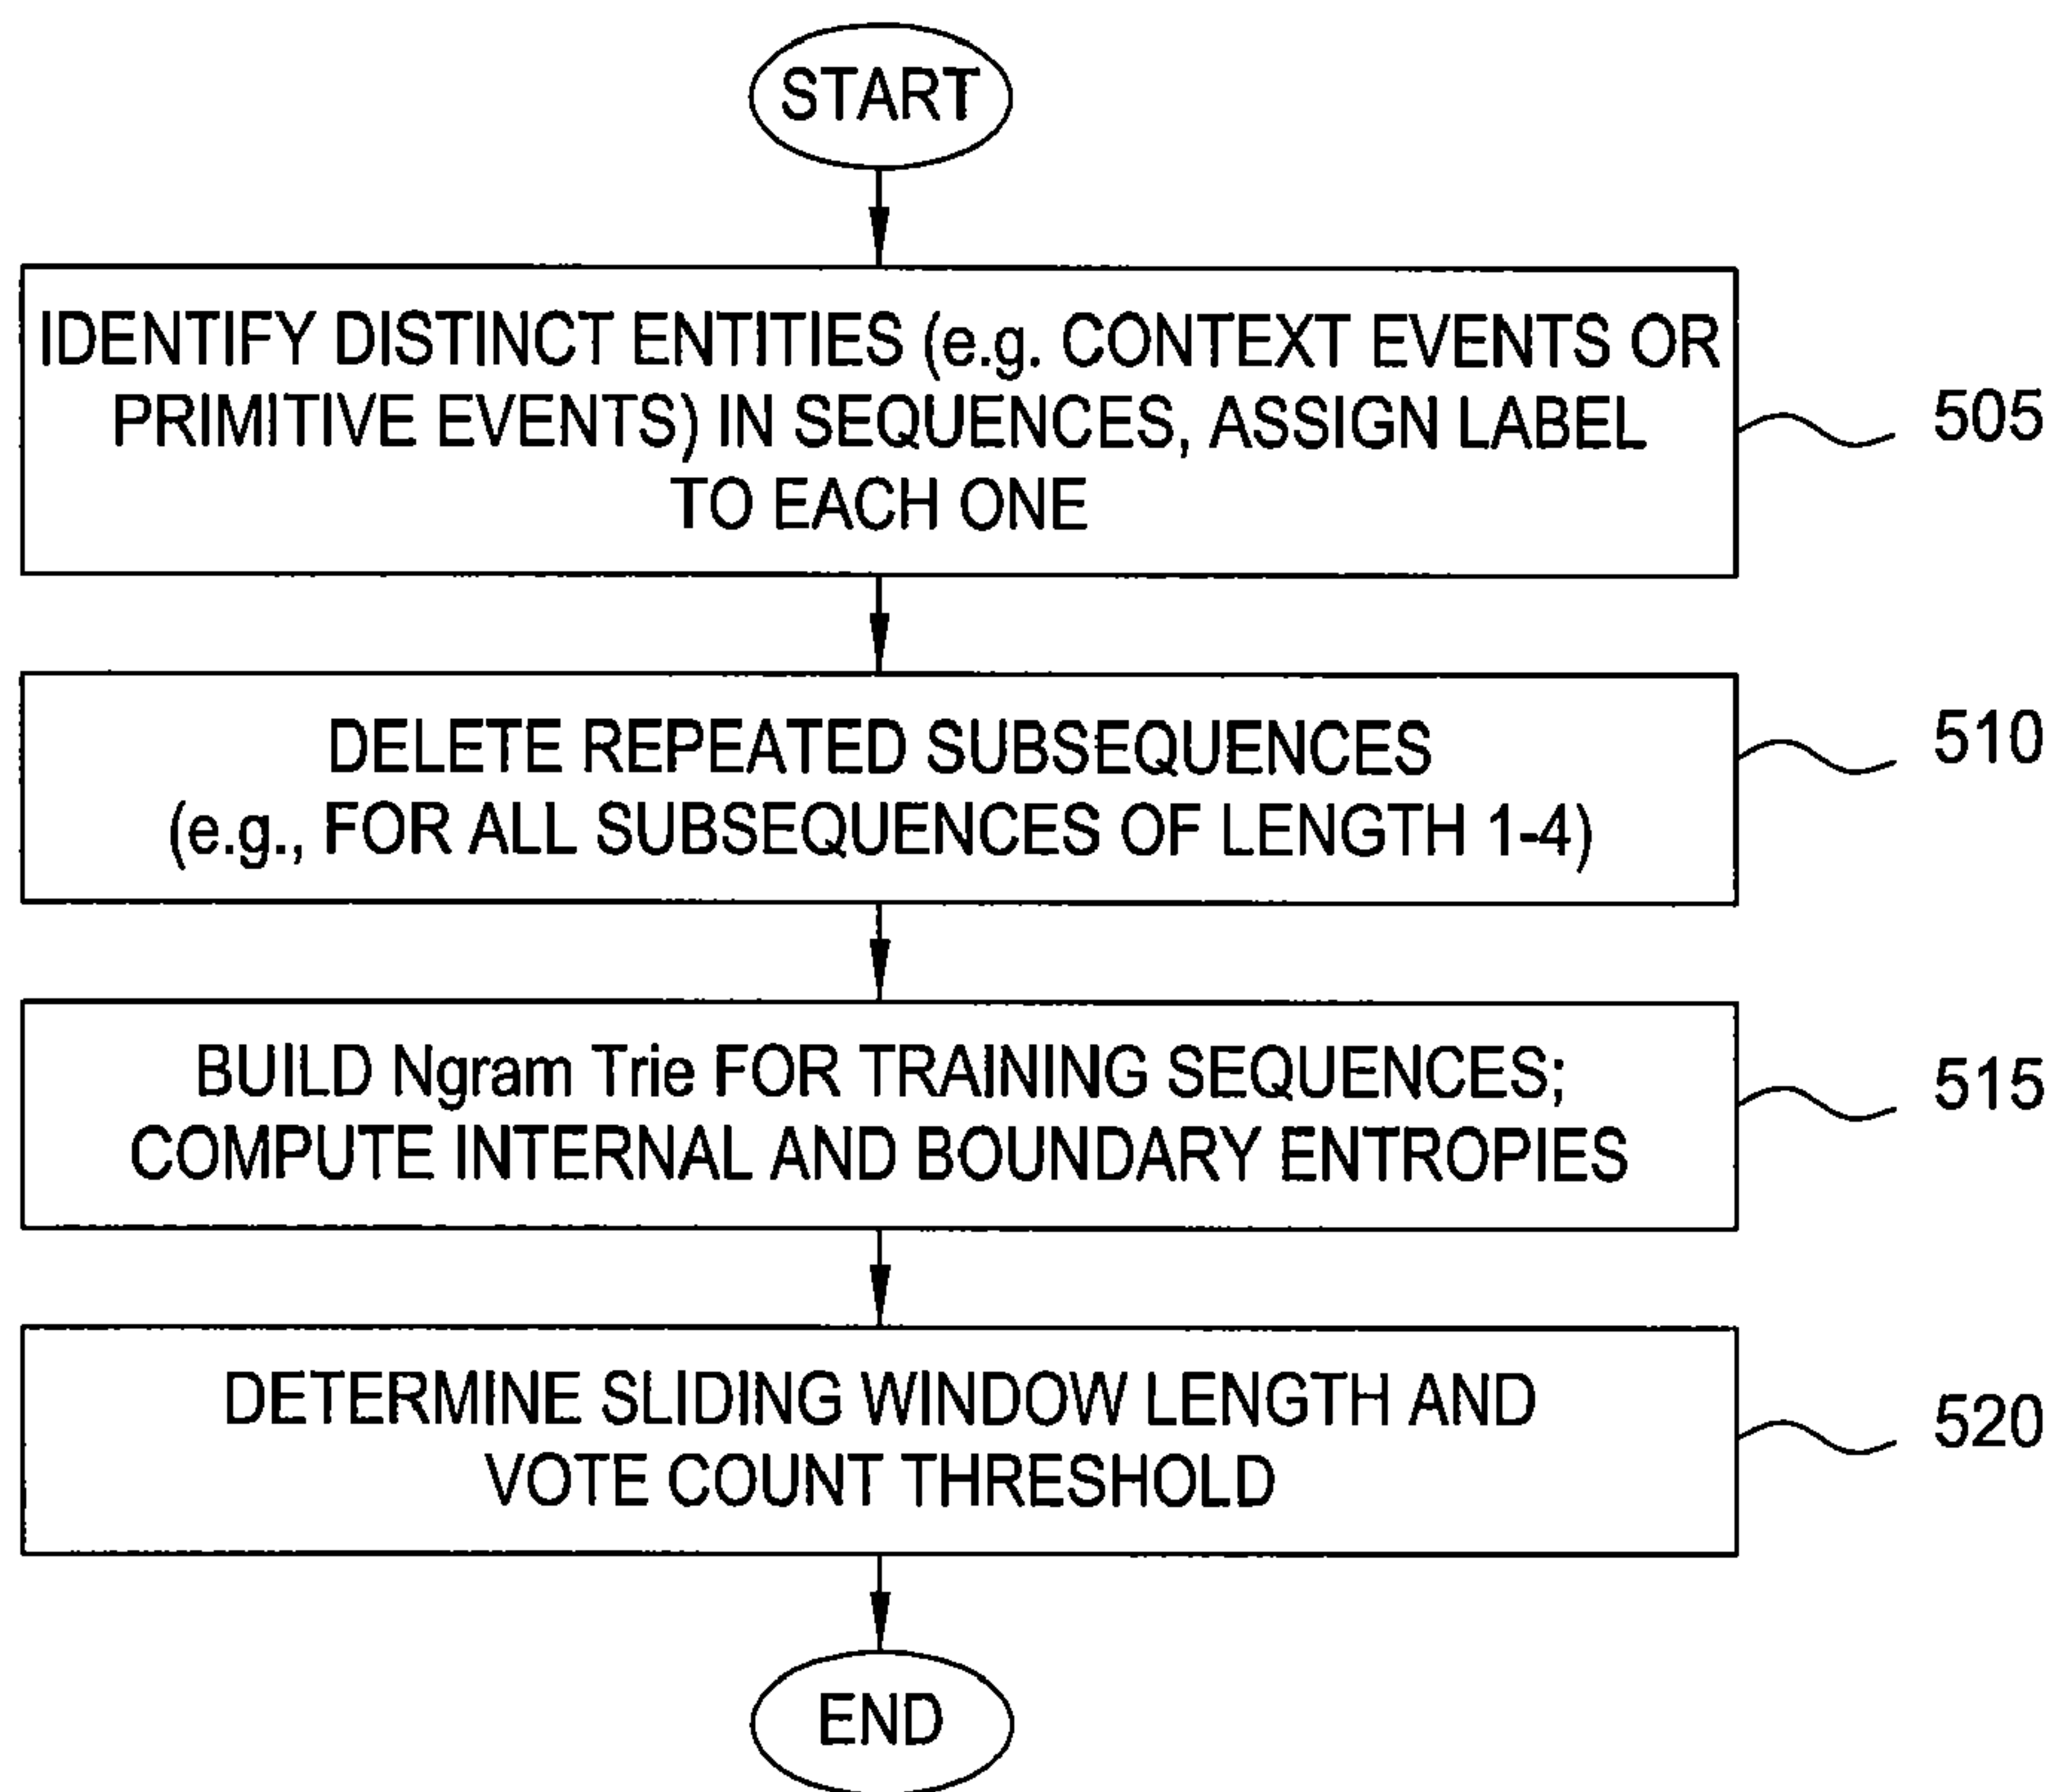 START
IDENTIFY DISTINCT ENTITIES (e.g. CONTEXT EVENTS OR
PRIMITIVE EVENTS) IN SEQUENCES, ASSIGN LABEL
TO EACH ONE
505
DELETE REPEATED SUBSEQUENCES
(e.g., FOR ALL SUBSEQUENCES OF LENGTH 1-4)
510
BUILD Ngram Trie FOR TRAINING SEQUENCES;
COMPUTE INTERNAL AND BOUNDARY ENTROPIES
515
DETERMINE SLIDING WINDOW LENGTH AND
VOTE COUNT THRESHOLD
520
END